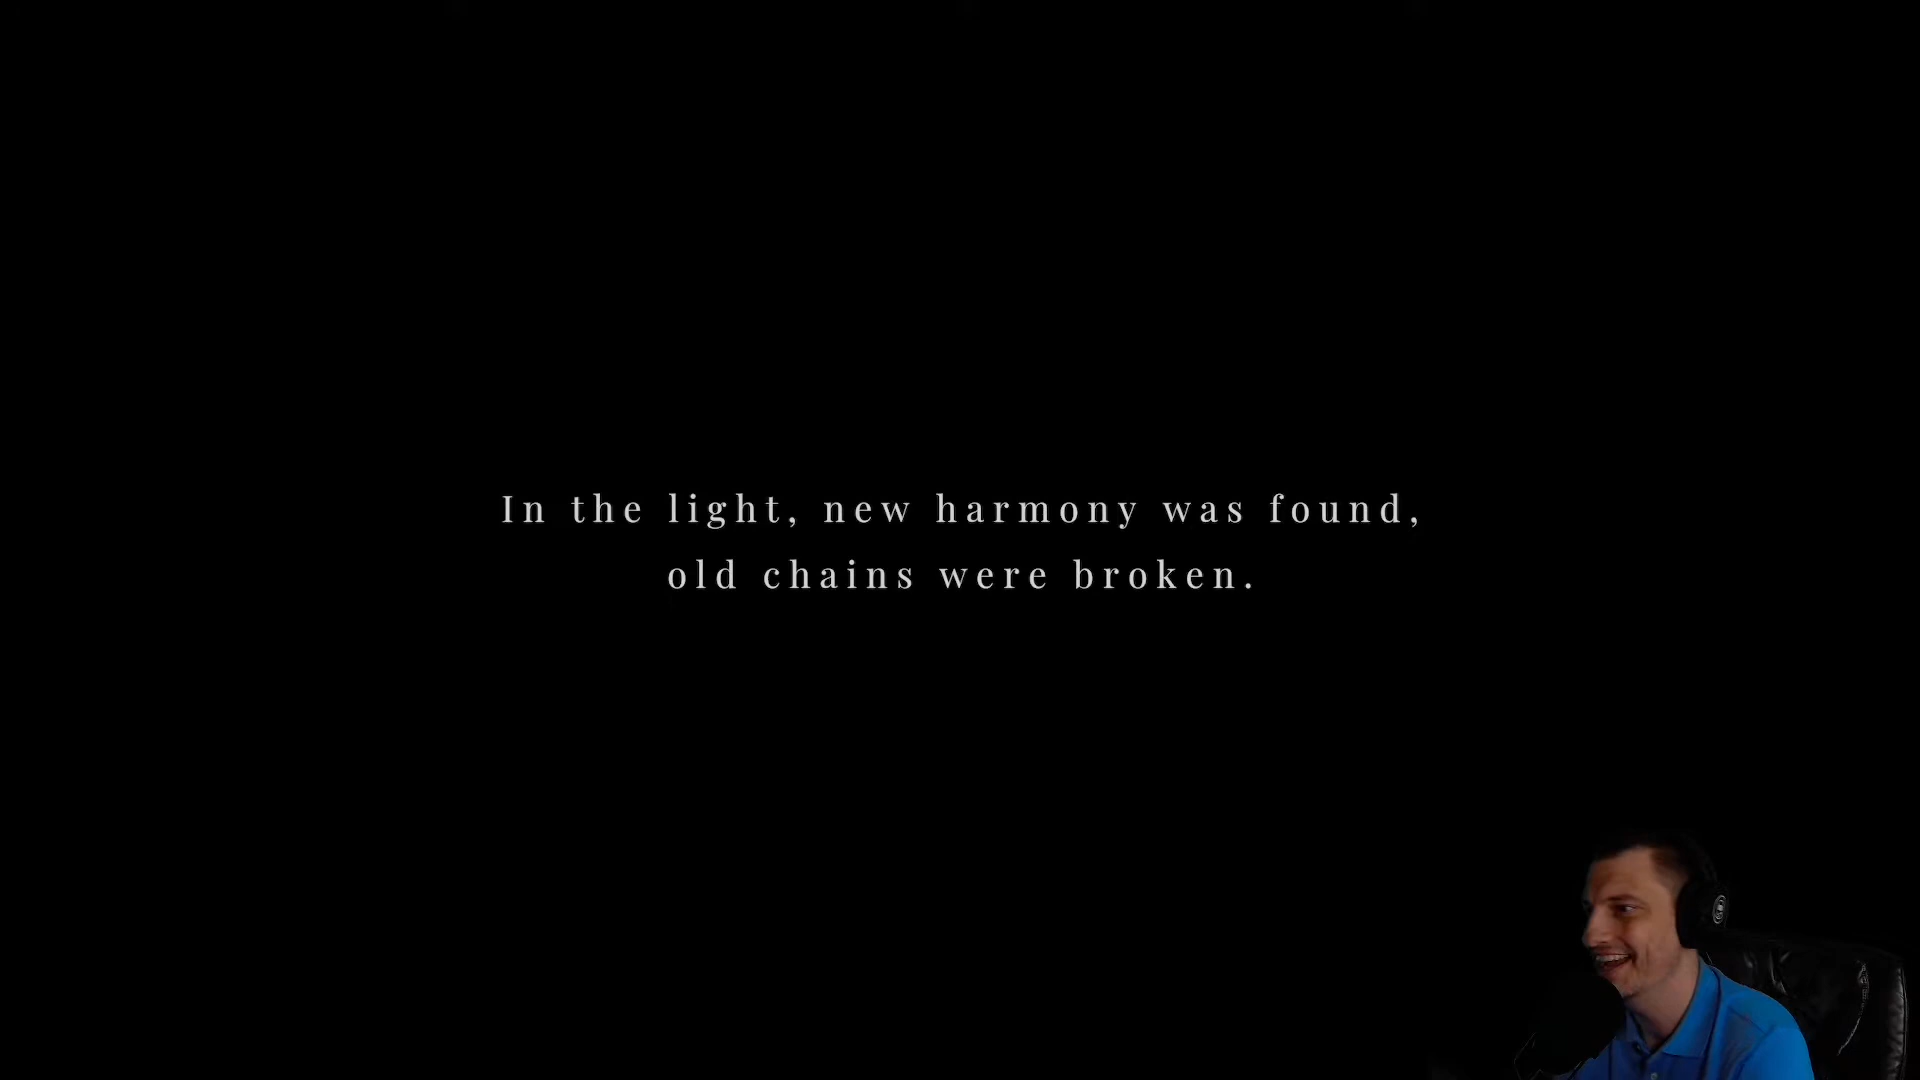 In the light, new harmony was found,
old chains were broken.